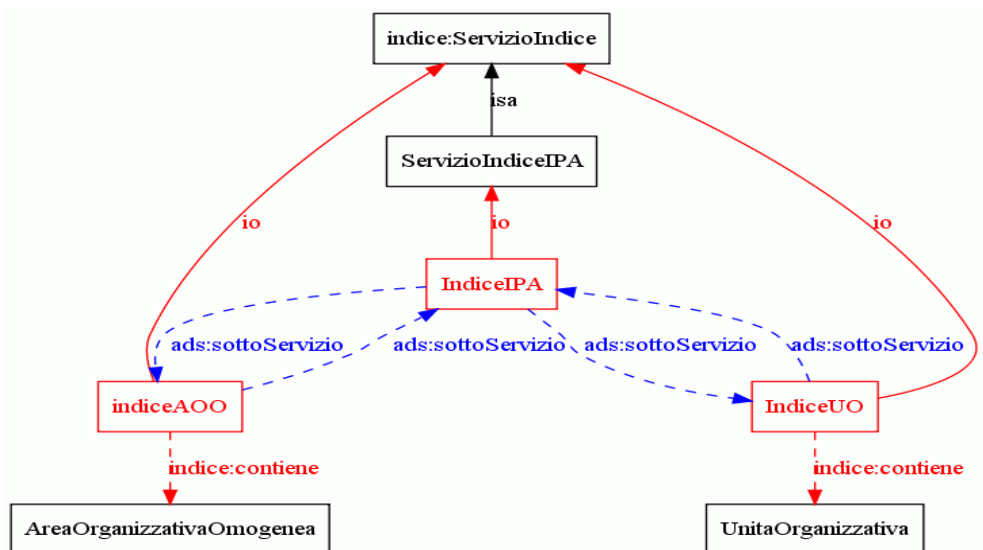 indice:ServizioIndice
isa
ServizioIndiceIPA
io
io
io
IndiceIPA
ads:sottoServizio
ads:sottoServizio
ads:sottoServizio
ads:sottoServizio
indiceAOO
IndiceUO
indice:contiene
indice:contiene
AreaOrganizzativaOmogenea
UnitaOrganizzativa